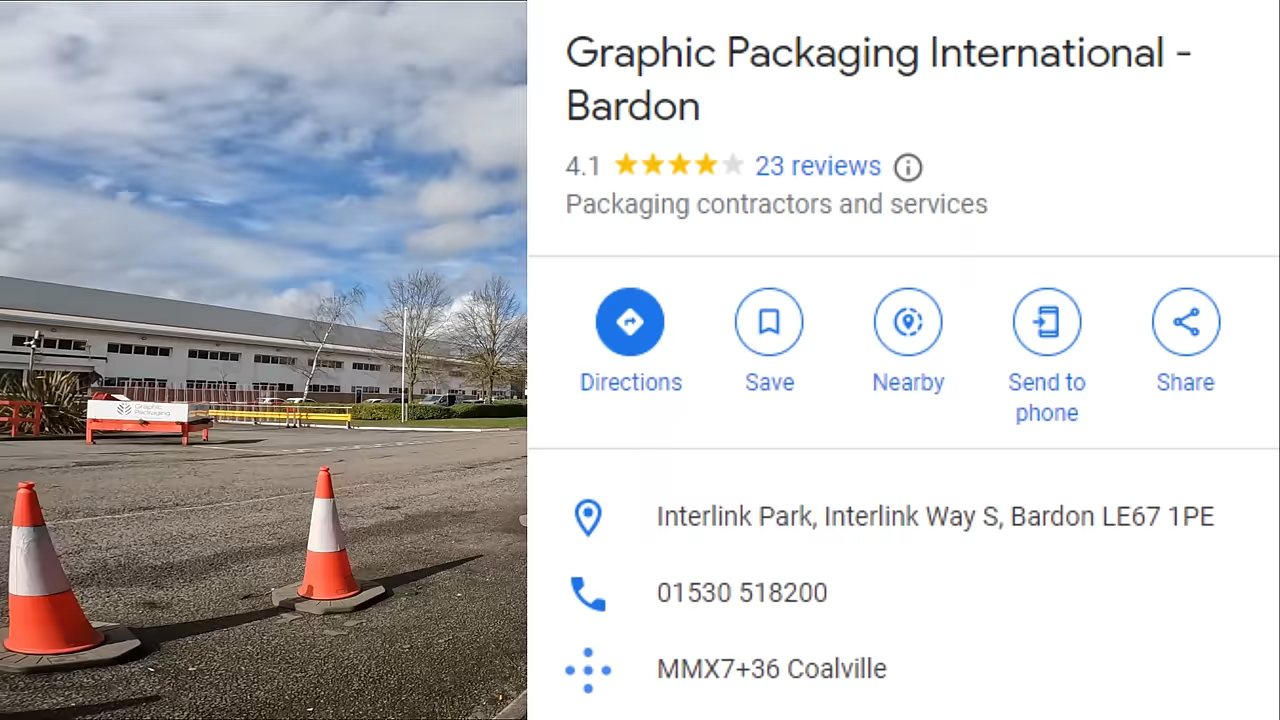 Graphic
Packaging
Graphic Packaging International -
Bardon
4.1
23 reviews
Packaging contractors and services
Directions
Save
Nearby
Send to
phone
Share
Interlink Park, Interlink Way S, Bardon LE67 1PE
01530 518200
MMX7+36 Coalville